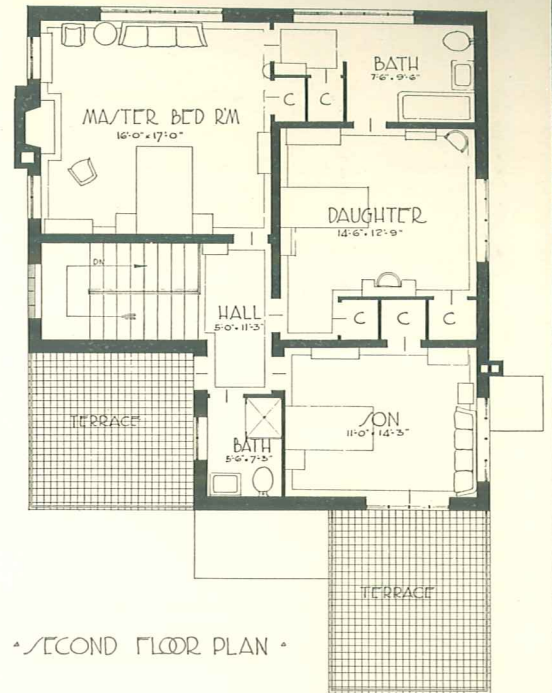 BATH
7'-6" × 9'-6"
C
C
MASTER BED R'M
16'-0" × 17'-0"
DAUGHTER
14'-6" × 12'-9"
DN
HALL
5'-0" × 11'-3"
C
C
C
TERRACE
SON
11'-0" × 14'-3"
BATH
5'-6" × 7'-3"
TERRACE
SECOND FLOOR PLAN